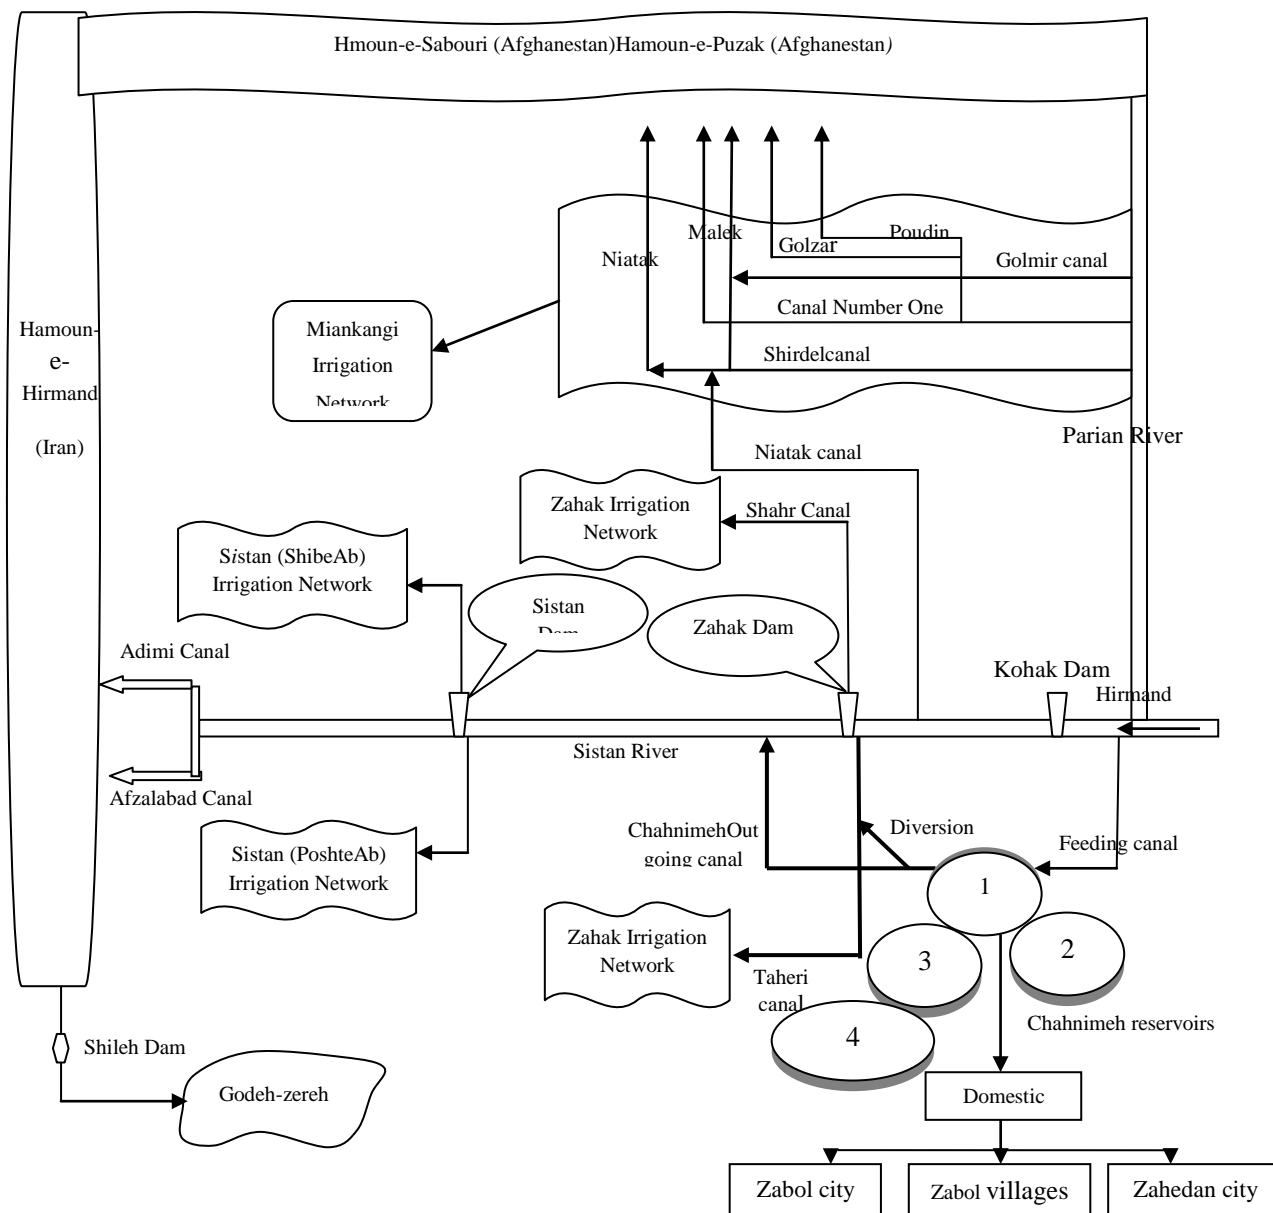 Hmoun-e-Sabouri (Afghanestan)Hamoun-e-Puzak (Afghanestan)
Malek
Poudin
Golzar
Niatak
Golmir canal
Canal Number One
Hamoun-
e-
Hirmand
(Iran)
Miankangi
Irrigation
Network
Shirdelcanal
Parian River
Niatak canal
Zahak Irrigation
Network
Shahr Canal
Sistan (ShibeAb)
Irrigation Network
Sistan
Dam
Zahak Dam
Adimi Canal
Kohak Dam
Hirmand
Sistan River
Afzalabad Canal
Sistan (PoshteAb)
Irrigation Network
ChahnimehOut
going canal
Diversion
Feeding canal
1
2
3
4
Zahak Irrigation
Network
Taheri
canal
Chahnimeh reservoirs
Shileh Dam
Godeh-zereh
Domestic
Zabol city
Zabol villages
Zahedan city